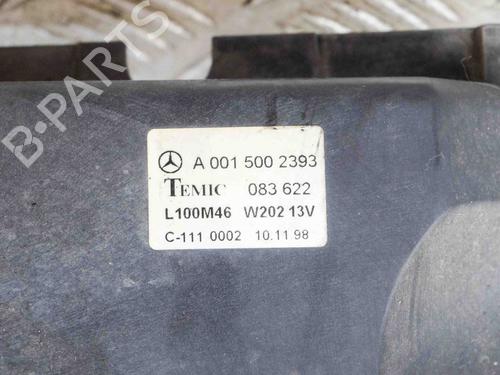 B-PARTS
A 001 500 2393
TEMIC 083 622
L100M46 W202 13V
C-111 0002 10.11 98